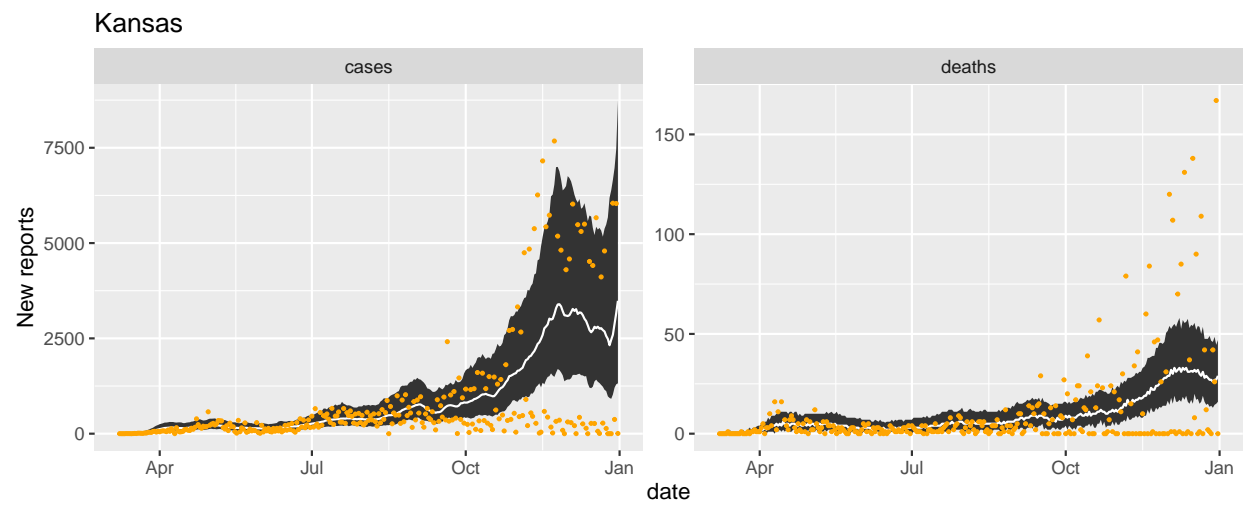 Kansas
cases
deaths
New reports
7500
5000
2500
0
150
100
50
0
Apr
Jul
Oct
Jan
Apr
Jul
Oct
Jan
date